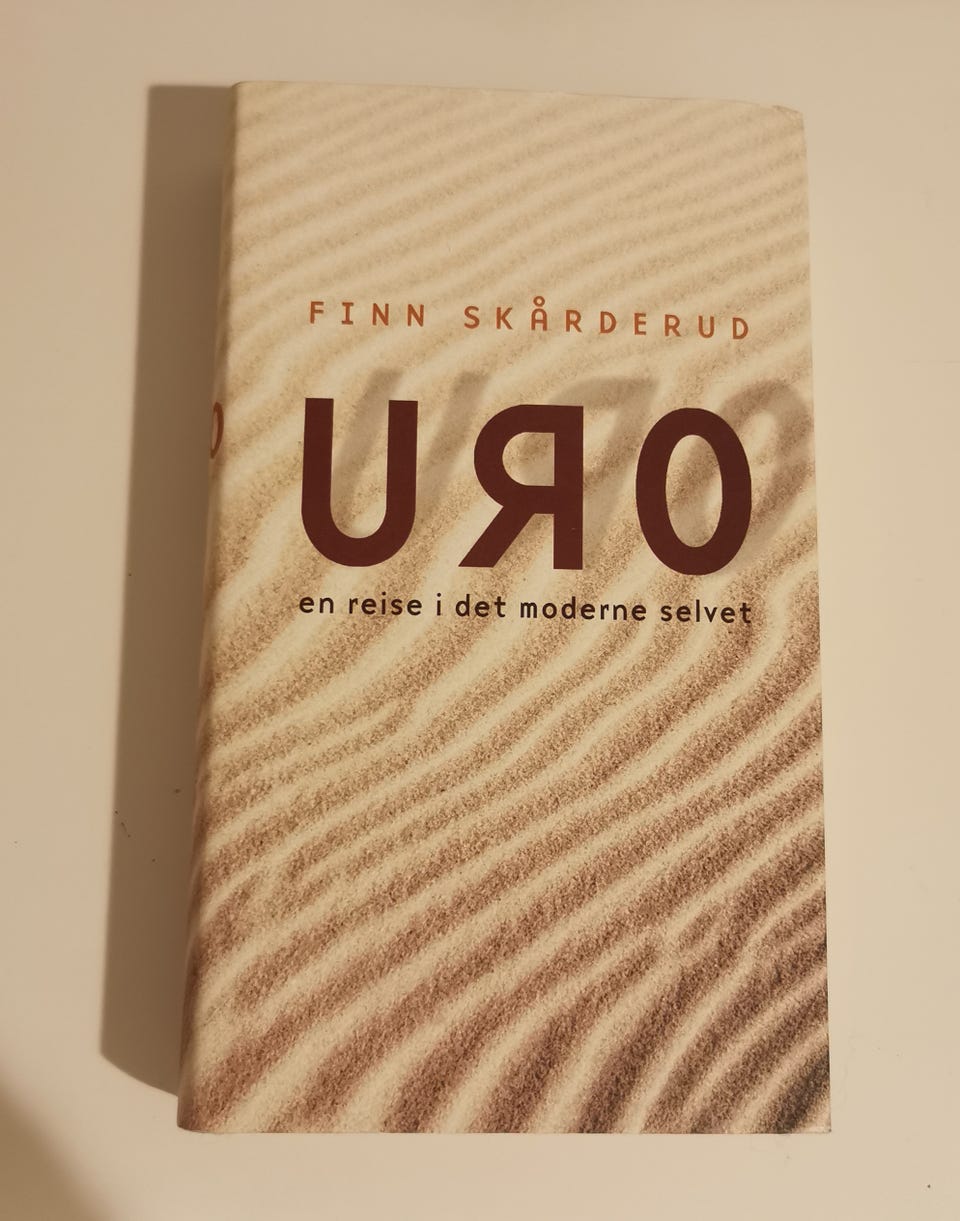 FINN SKÅRDERUD
URO
en reise i det moderne selvet